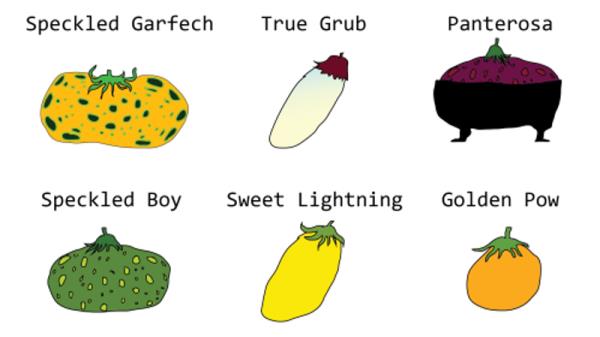 Speckled Garfech
True Grub
Panterosa
Speckled Boy
Sweet Lightning
Golden Pow